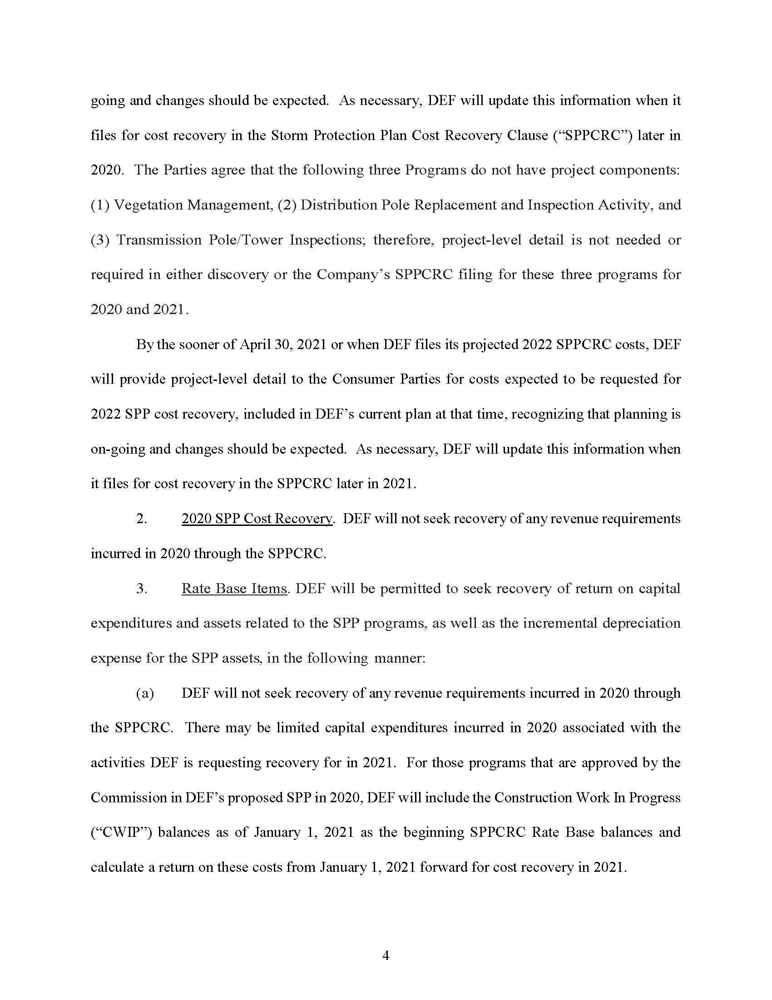 going and changes should be expected.  As necessary, DEF will update this information when it
files for cost recovery in the Storm Protection Plan Cost Recovery Clause (“SPPCRC”) later in
2020.  The Parties agree that the following three Programs do not have project components:
(1) Vegetation Management, (2) Distribution Pole Replacement and Inspection Activity, and
(3) Transmission Pole/Tower Inspections; therefore, project-level detail is not needed or
required in either discovery or the Company’s SPPCRC filing for these three programs for
2020 and 2021.
By the sooner of April 30, 2021 or when DEF files its projected 2022 SPPCRC costs, DEF
will provide project-level detail to the Consumer Parties for costs expected to be requested for
2022 SPP cost recovery, included in DEF’s current plan at that time, recognizing that planning is
on-going and changes should be expected.  As necessary, DEF will update this information when
it files for cost recovery in the SPPCRC later in 2021.
2. 2020 SPP Cost Recovery.  DEF will not seek recovery of any revenue requirements
incurred in 2020 through the SPPCRC.
3. Rate Base Items. DEF will be permitted to seek recovery of return on capital
expenditures and assets related to the SPP programs, as well as the incremental depreciation
expense for the SPP assets, in the following manner:
(a) DEF will not seek recovery of any revenue requirements incurred in 2020 through
the SPPCRC.  There may be limited capital expenditures incurred in 2020 associated with the
activities DEF is requesting recovery for in 2021.  For those programs that are approved by the
Commission in DEF’s proposed SPP in 2020, DEF will include the Construction Work In Progress
(“CWIP”) balances as of January 1, 2021 as the beginning SPPCRC Rate Base balances and
calculate a return on these costs from January 1, 2021 forward for cost recovery in 2021.
4